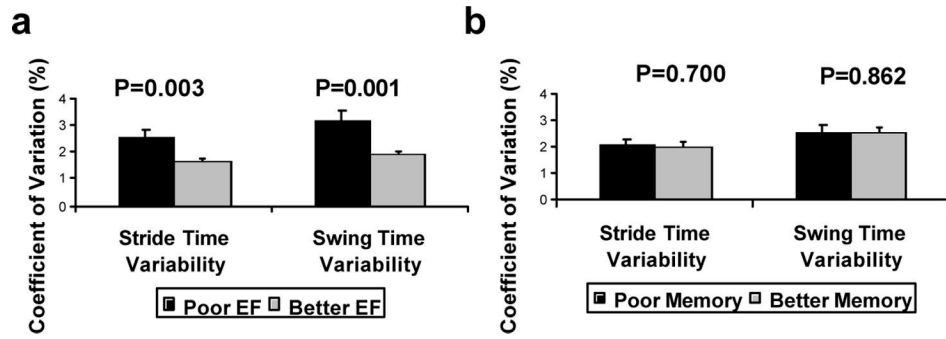 a
Coefficient of Variation (%)
P=0.003
P=0.001
4
3
2
1
0
Stride Time
Variability
Swing Time
Variability
Poor EF
Better EF
b
Coefficient of Variation (%)
P=0.700
P=0.862
4
3
2
1
0
Stride Time
Variability
Swing Time
Variability
Poor Memory
Better Memory